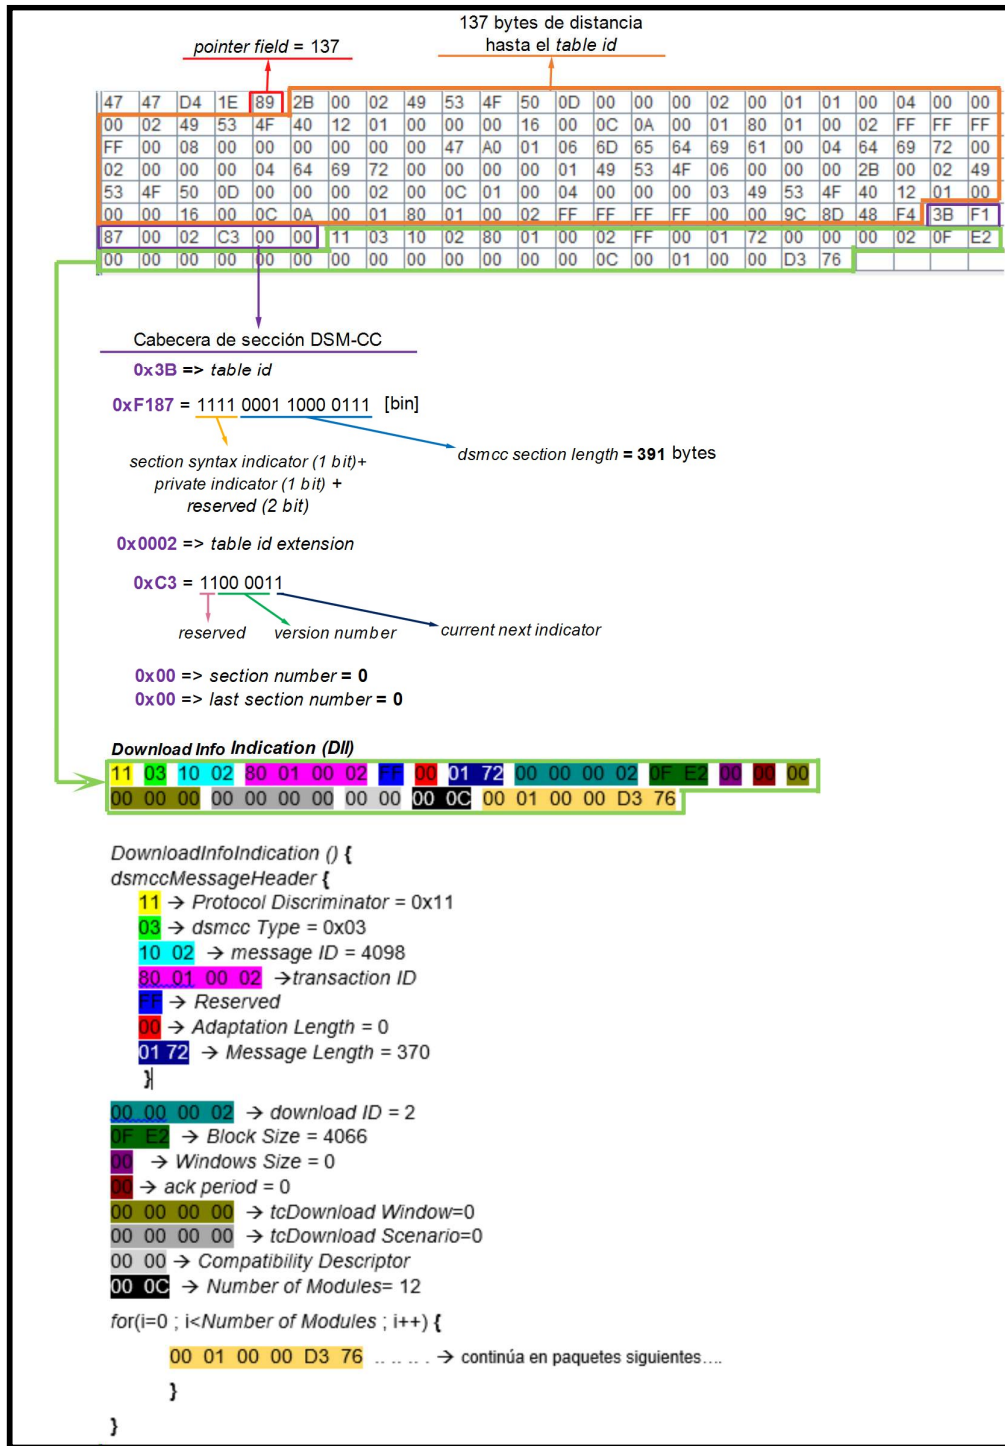 137 bytes de distancia
hasta el table id
pointer field = 137
47 47 D4 1E 89 2B 00 02 49 53 4F 50 0D 00 00 00 02 00 01 01 00 04 00 00
00 02 49 53 4F 40 12 01 00 00 00 16 00 0C 0A 00 01 80 01 00 02 FF FF FF
FF 00 08 00 00 00 00 47 A0 01 06 6D 65 64 69 61 00 04 64 69 72 00
02 00 00 00 04 64 69 72 00 00 00 00 01 49 53 4F 06 00 00 00 2B 00 02 49
53 4F 50 0D 00 00 00 02 00 0C 01 00 04 00 00 00 03 49 53 4F 40 12 01 00
00 00 16 00 0C 0A 00 01 80 01 00 02 FF FF FF FF 00 00 9C 8D 48 F4 3B F1
87 00 02 C3 00 00 11 03 10 02 80 01 00 02 FF 00 01 72 00 00 00 02 0F E2
00 00 00 00 00 00 00 00 00 00 00 00 00 0C 00 01 00 00 D3 76
Cabecera de sección DSM-CC
0x3B => table id
0xF187 = 1111 0001 1000 0111 [bin]
dsmcc section length = 391 bytes
section syntax indicator (1 bit)+
private indicator (1 bit) +
reserved (2 bit)
0x0002 => table id extension
0xC3 = 1100 0011
reserved version number current next indicator
0x00 => section number = 0
0x00 => last section number = 0
Download Info Indication (DII)
11 03 10 02 80 01 00 02 FF 00 01 72 00 00 00 02 0F E2 00 00 00
00 00 00 00 00 00 00 00 00 00 0C 00 01 00 00 D3 76
DownloadInfoIndication () {
dsmccMessageHeader {
11 → Protocol Discriminator = 0x11
03 → dsmcc Type = 0x03
10 02 → message ID = 4098
80 01 00 02 →transaction ID
FF → Reserved
00 → Adaptation Length = 0
01 72 → Message Length = 370
}
00 00 00 02 → download ID = 2
0F E2 → Block Size = 4066
00 → Windows Size = 0
00 → ack period = 0
00 00 00 00 → tcDownload Window=0
00 00 00 00 → tcDownload Scenario=0
00 00 → Compatibility Descriptor
00 0C → Number of Modules= 12
for(i=0 ; i<Number of Modules ; i++) {
00 01 00 00 D3 76 .. .. .. . → continúa en paquetes siguientes….
}
}